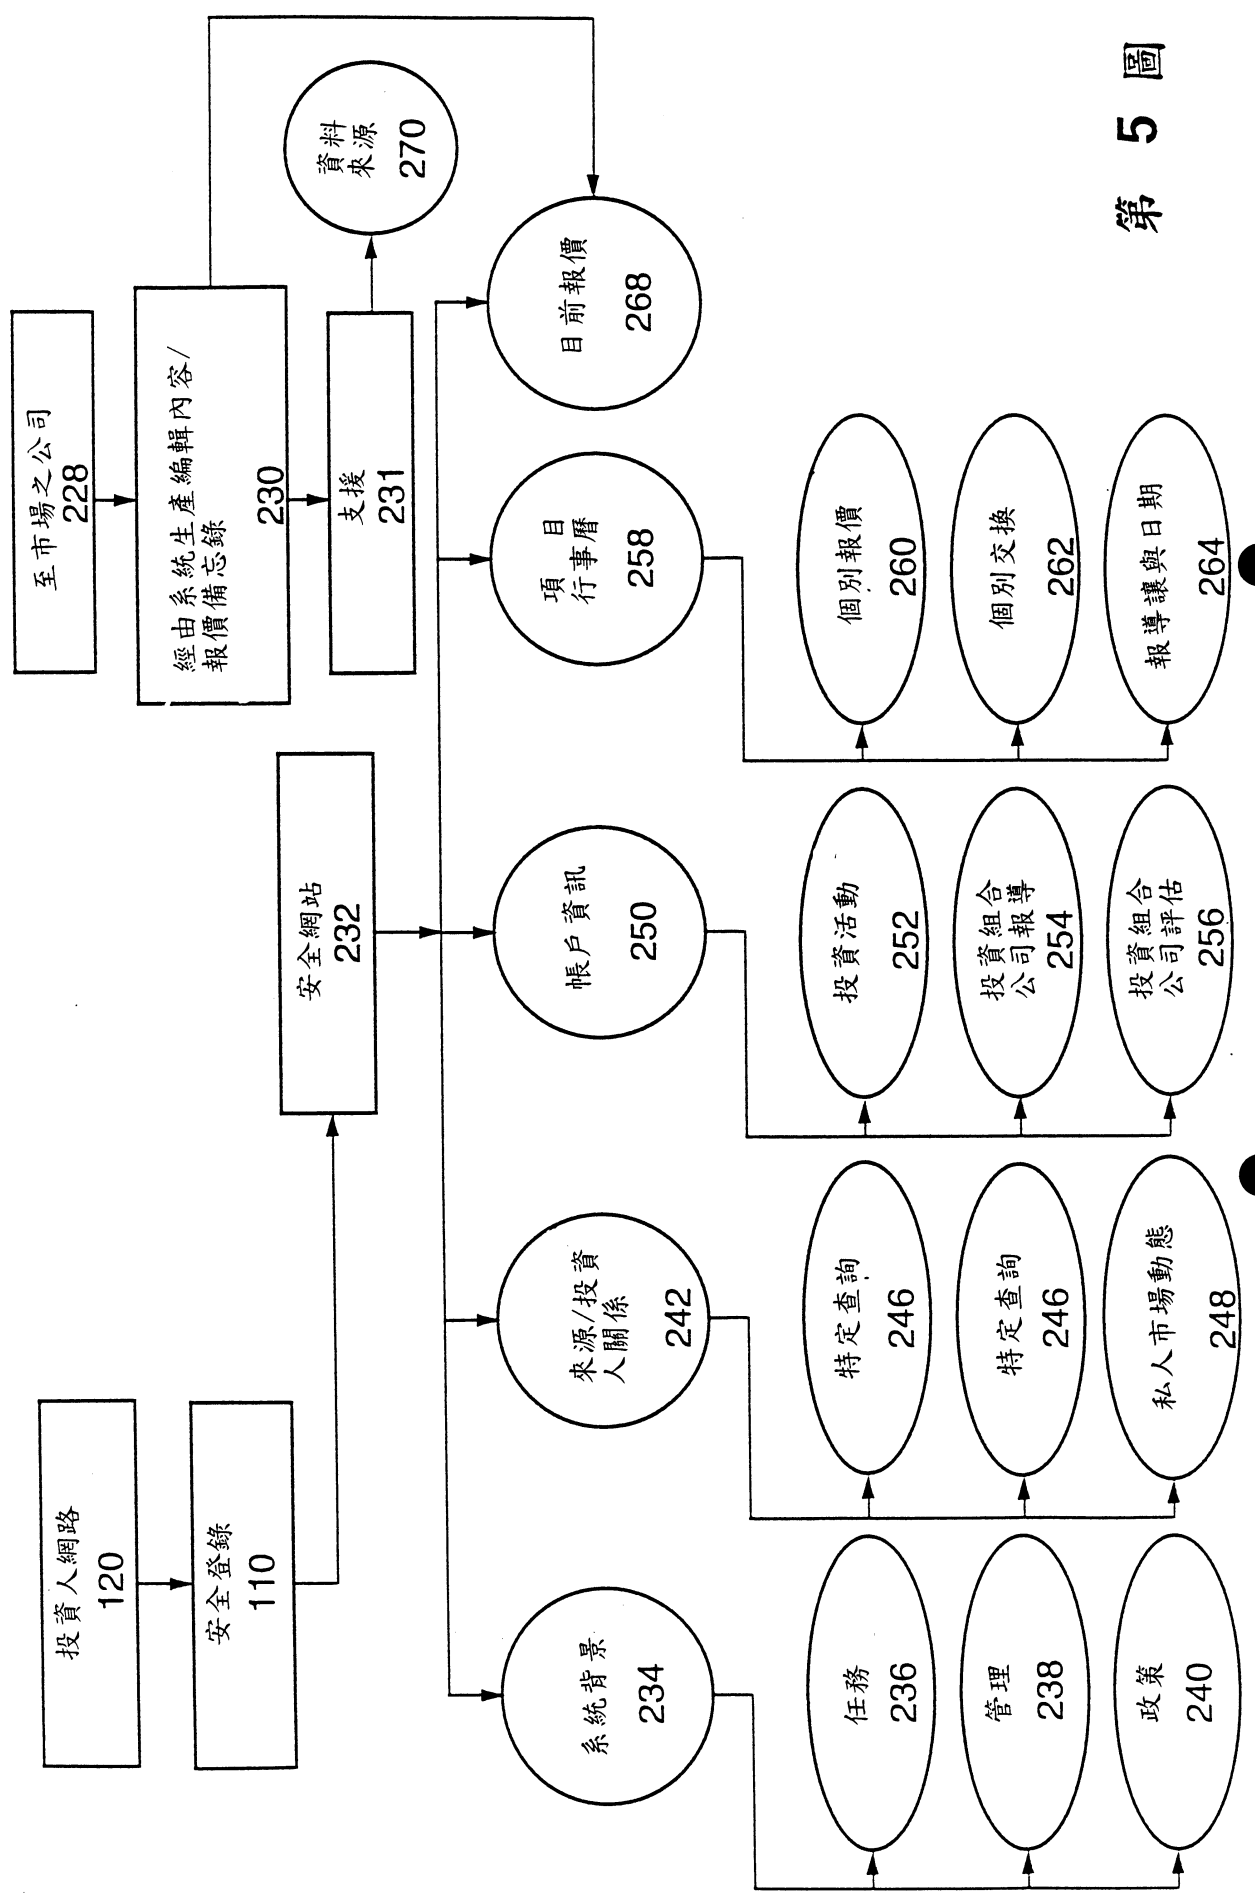 投資人網路
120
安全登錄
110
安全網站
232
至市場之公司
228
經由系統生產編輯內容/
報價備忘錄
230
支援
231
資料
來源
270
系統背景
234
來源/投資
人關係
242
帳戶資訊
250
項目
行事曆
258
目前報價
268
任務
236
管理
238
政策
240
特定查詢
246
特定查詢
246
私人市場動態
248
投資活動
252
投資組合
公司報導
254
投資組合
公司評估
256
個別報價
260
個別交換
262
報導讓與日期
264
第 5 圖